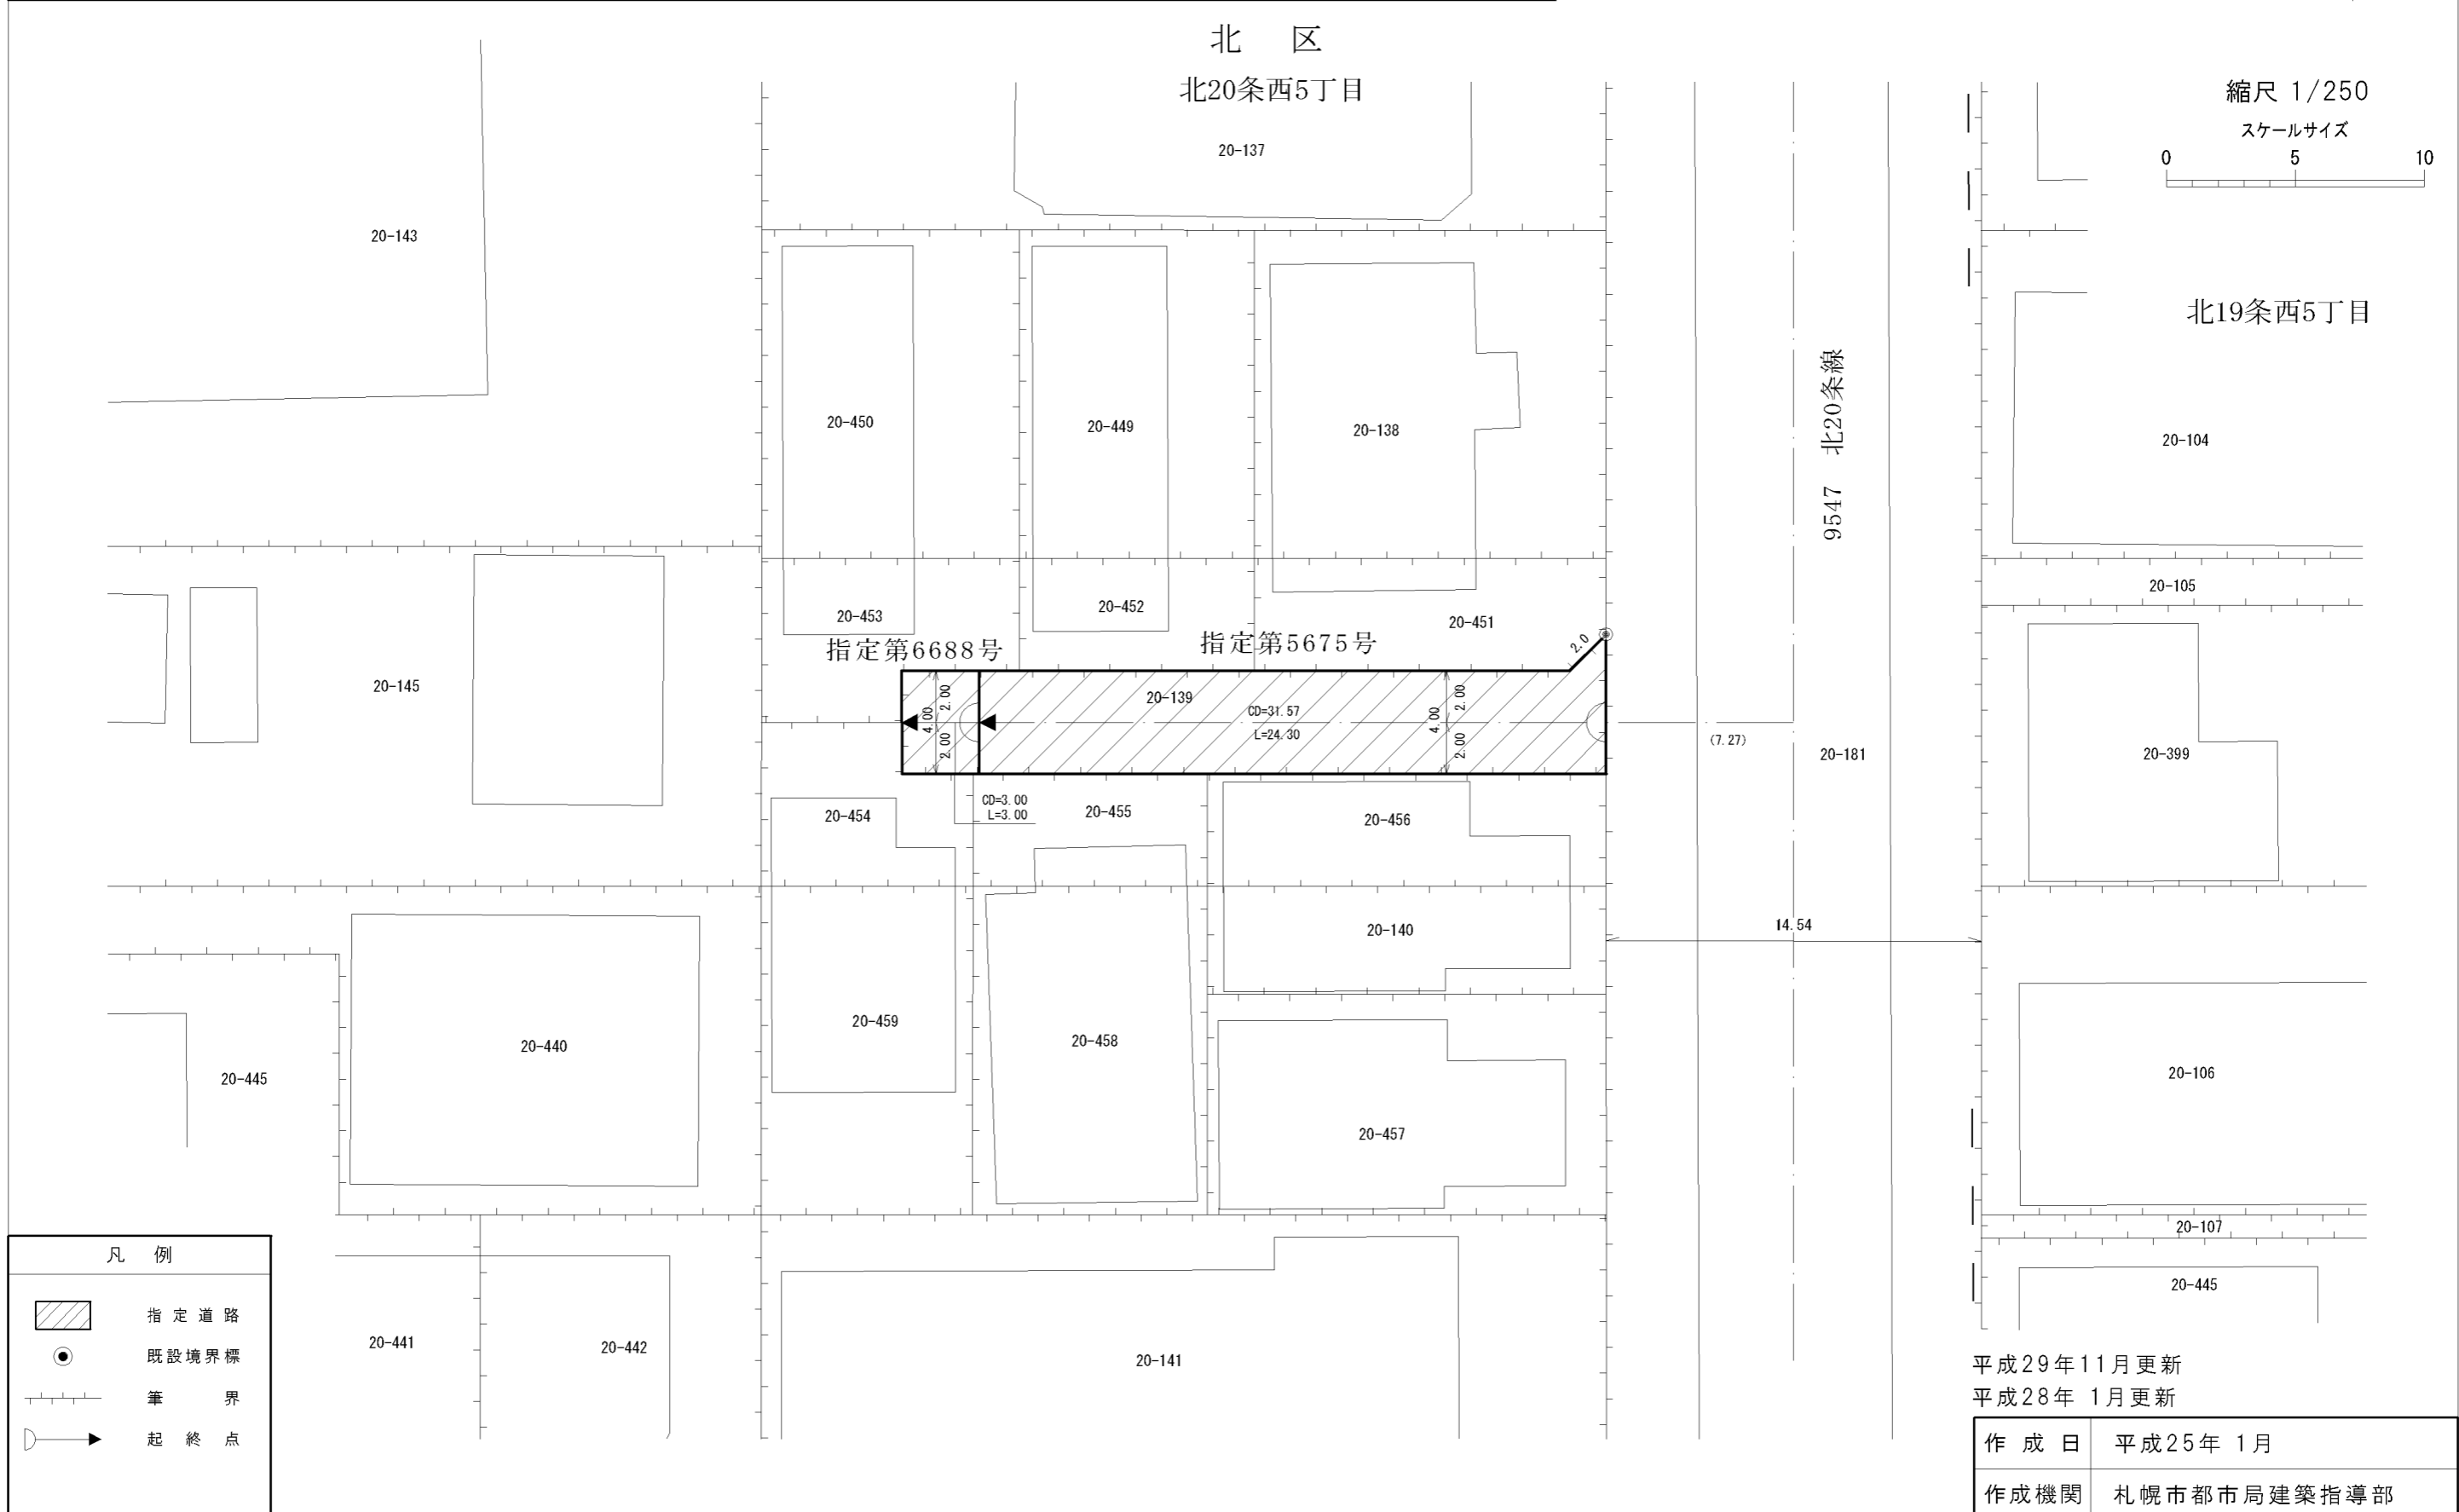 北 区
北20条西5丁目
縮尺 1/250
スケールサイズ
0 5 10
20-137
20-143
北19条西5丁目
9547 北20条線
20-450
20-449
20-138
20-104
20-105
20-453
20-452
20-451
指定第6688号
指定第5675号
2.0
20-145
20-139
4.00
2.00
2.00
CD=31.57
L=24.30
4.00
2.00
2.00
(7.27)
20-181
20-399
CD=3.00
L=3.00
20-454
20-455
20-456
14.54
20-140
20-459
20-458
20-440
20-445
20-457
20-106
20-107
20-445
20-441
20-442
20-141
凡 例
指 定 道 路
既設境界標
筆 界
起 終 点
平成29年11月更新
平成28年 1月更新
作 成 日 平成25年 1月
作成機関 札幌市都市局建築指導部